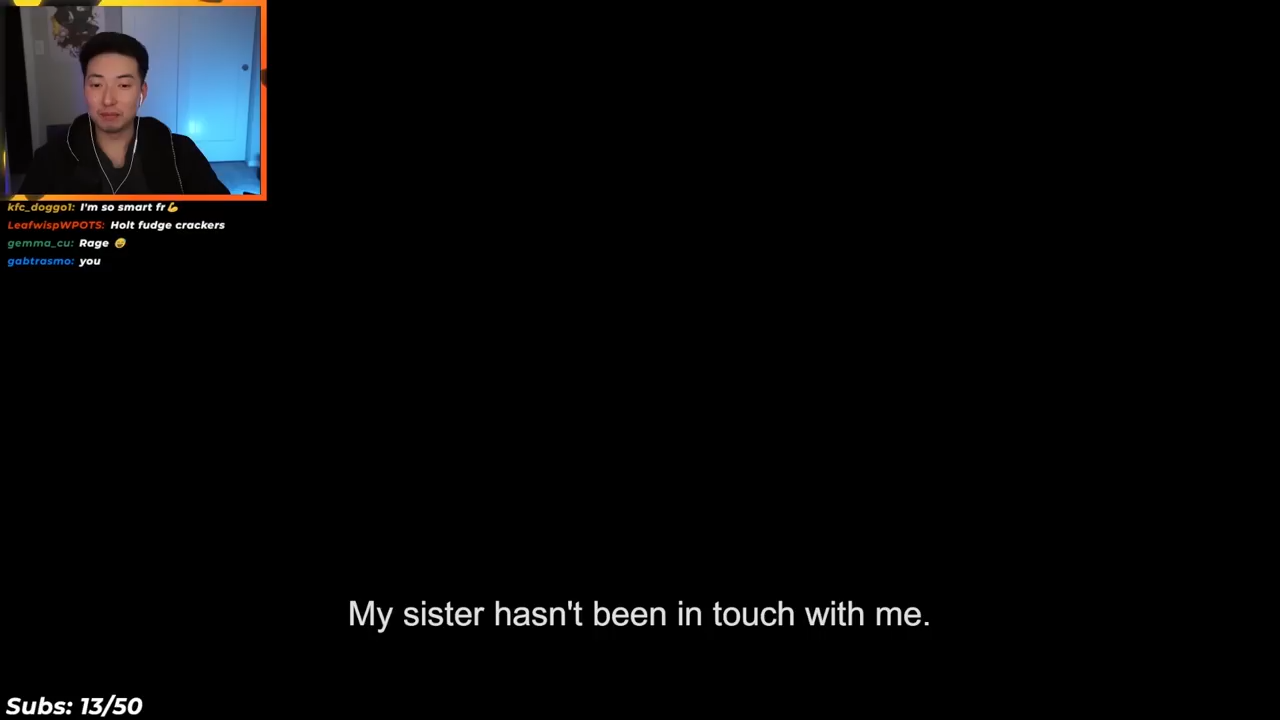 kfc_doggo1: I'm so smart fr💪
LeafwispWPOTS: Holt fudge crackers
gemma_cu: Rage 😅
gabtrasmo: you
My sister hasn't been in touch with me.
Subs: 13/50